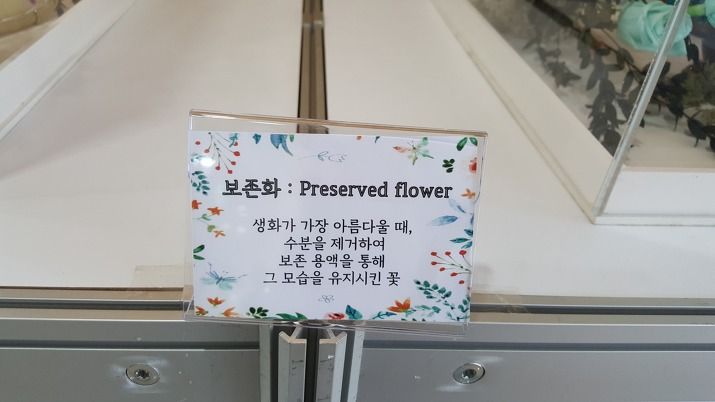 보존화 : Preserved flower
생화가 가장 아름다울 때,
수분을 제거하여
보존 용액을 통해
그 모습을 유지시킨 꽃